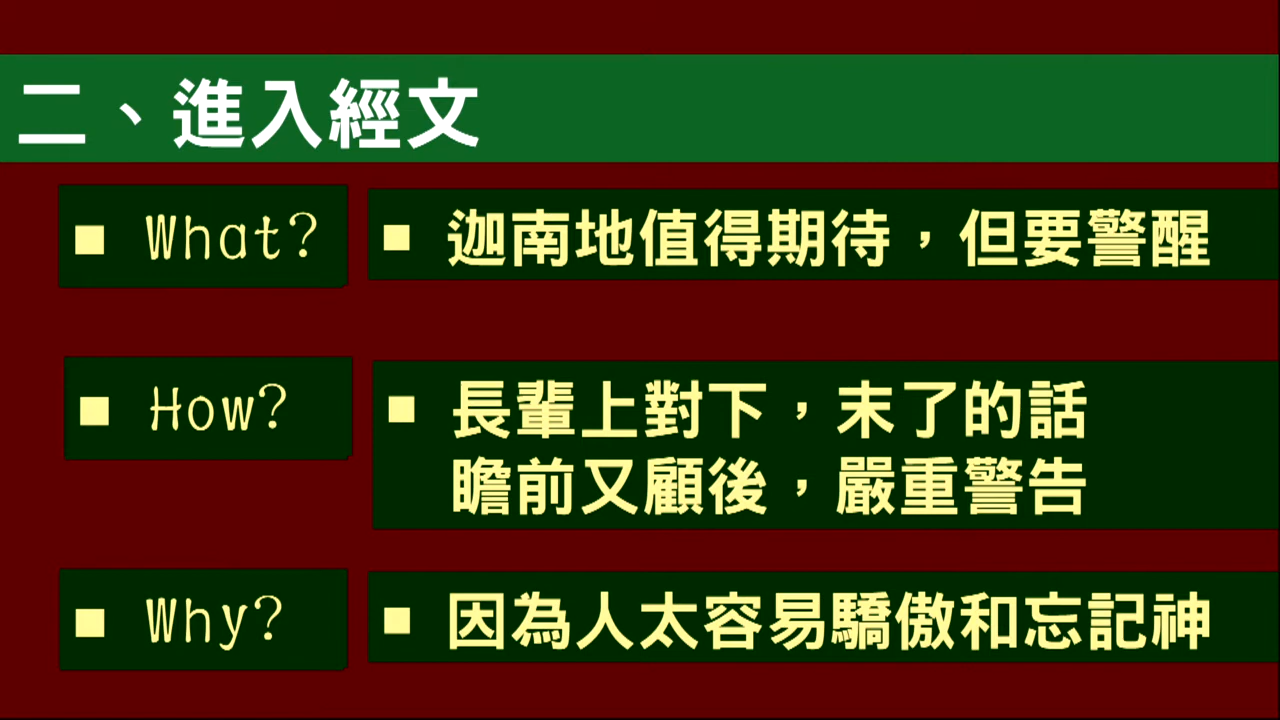 二、進入經文
■ What?
■ 迦南地值得期待，但要警醒
■ How?
■ 長輩上對下，末了的話
瞻前又顧後，嚴重警告
■ Why?
■ 因為人太容易驕傲和忘記神